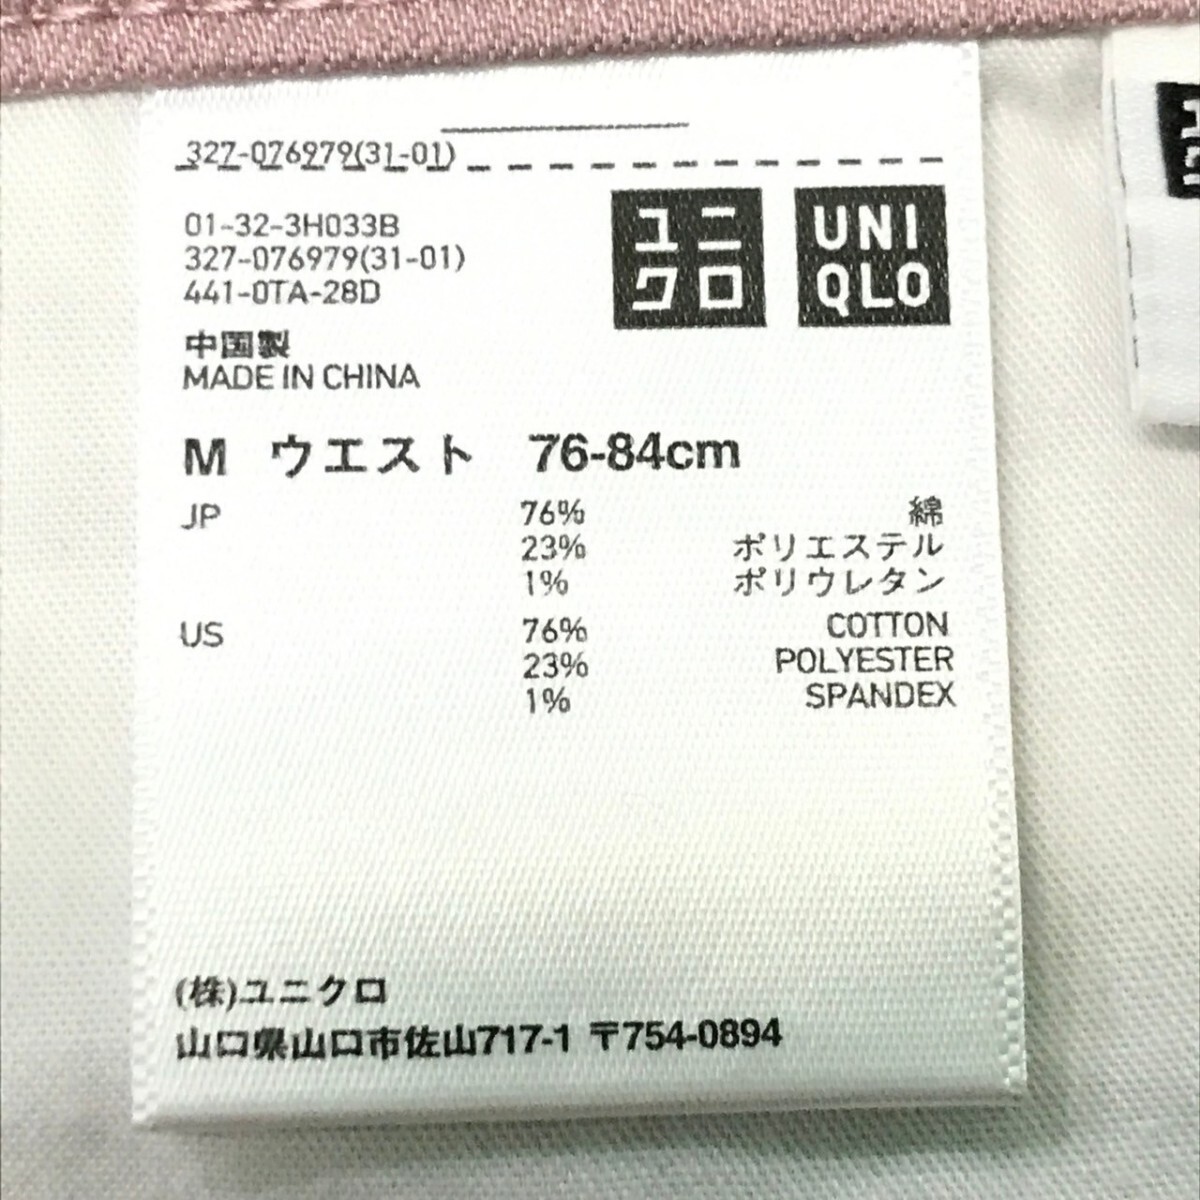 327-076979(31-01)
01-32-3H033B
327-076979(31-01)
441-0TA-28D
ユニ
クロ
UNI
QLO
中国製
MADE IN CHINA
M ウエスト 76-84cm
JP 76% 綿
23% ポリエステル
1% ポリウレタン
US 76% COTTON
23% POLYESTER
1% SPANDEX
(株)ユニクロ
山口県山口市佐山717-1 〒754-0894